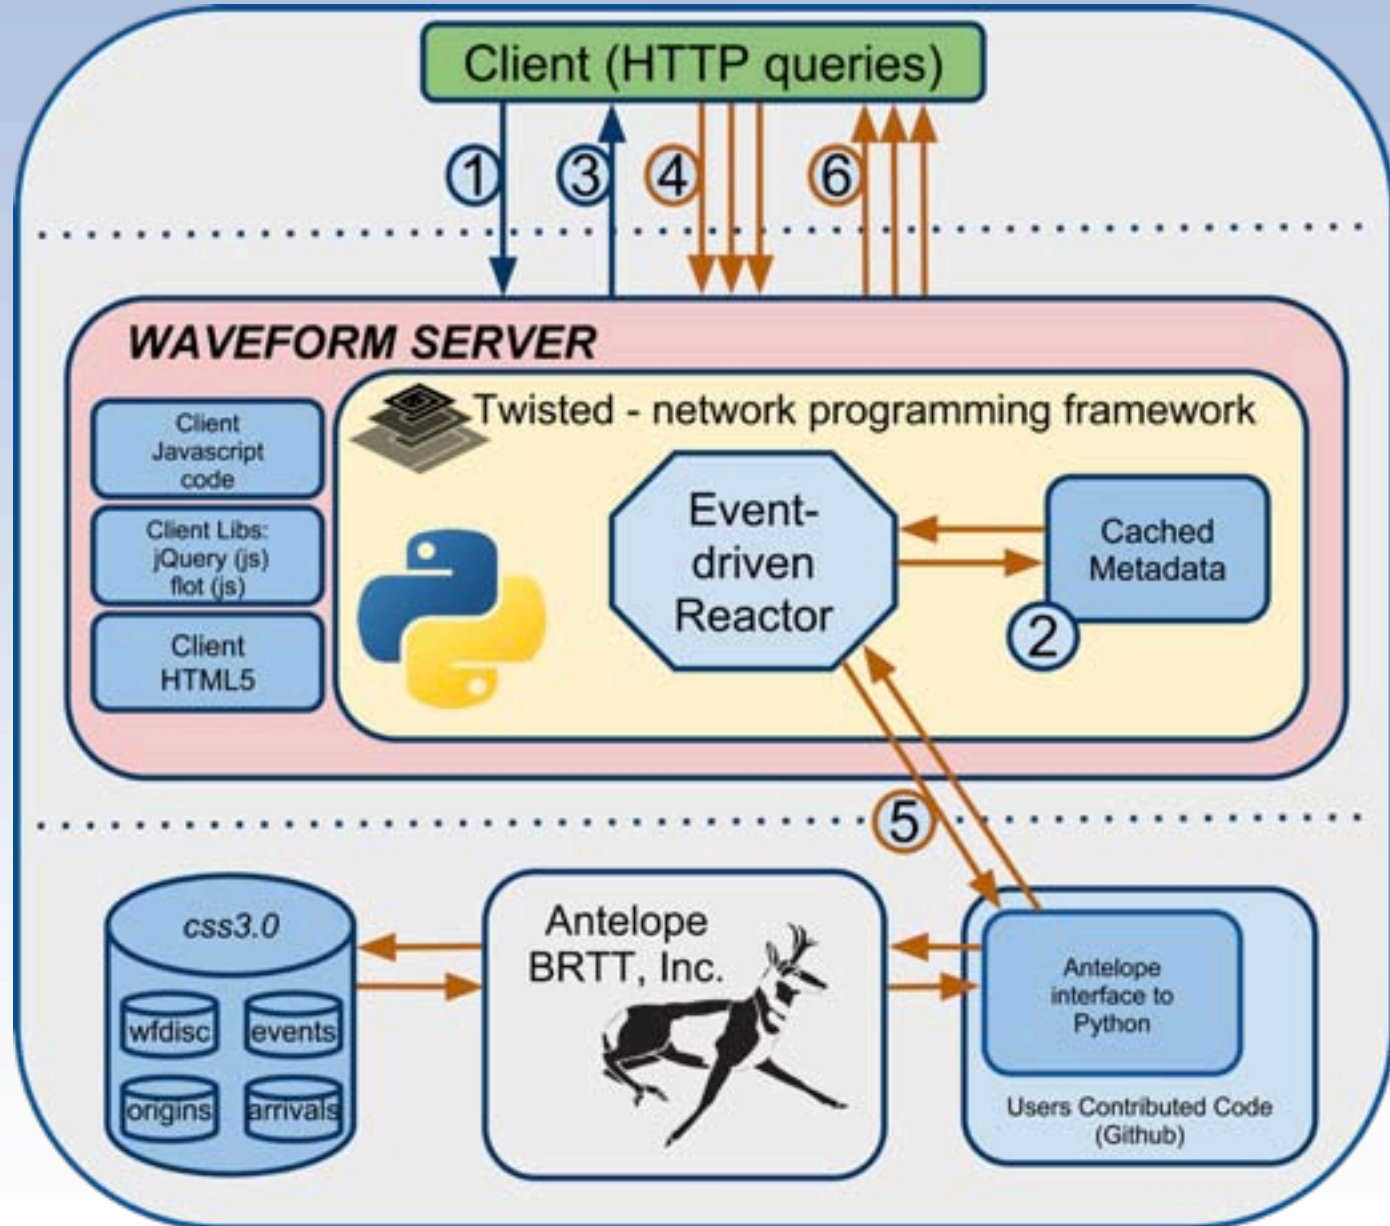 Client (HTTP queries)
1
3
4
6
WAVEFORM SERVER
Client
Javascript
code
Client Libs:
jQuery (js)
flot (js)
Client
HTML5
Twisted - network programming framework
Event-
driven
Reactor
Cached
Metadata
2
5
css3.0
wfdisc
events
origins
arrivals
Antelope
BRTT, Inc.
Antelope
interface to
Python
Users Contributed Code
(Github)